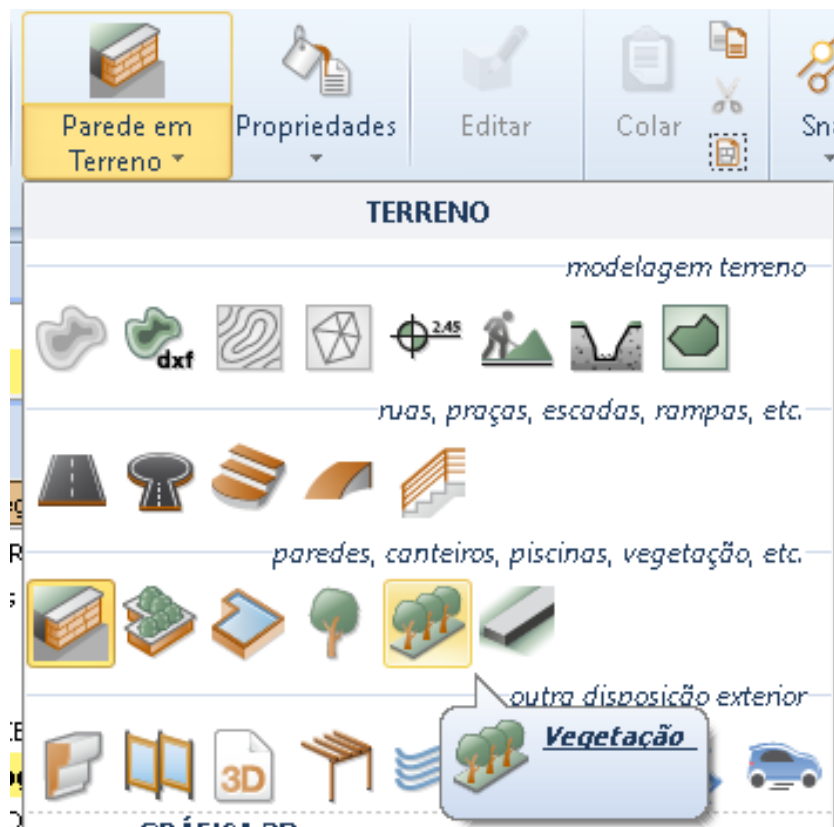 Parede em
Terreno
Propriedades
Editar
Colar
TERRENO
modelagem terreno
dxf
2.45
ruas, praças, escadas, rampas, etc.
paredes, canteiros, piscinas, vegetação, etc.
outra disposição exterior
3D
Vegetação